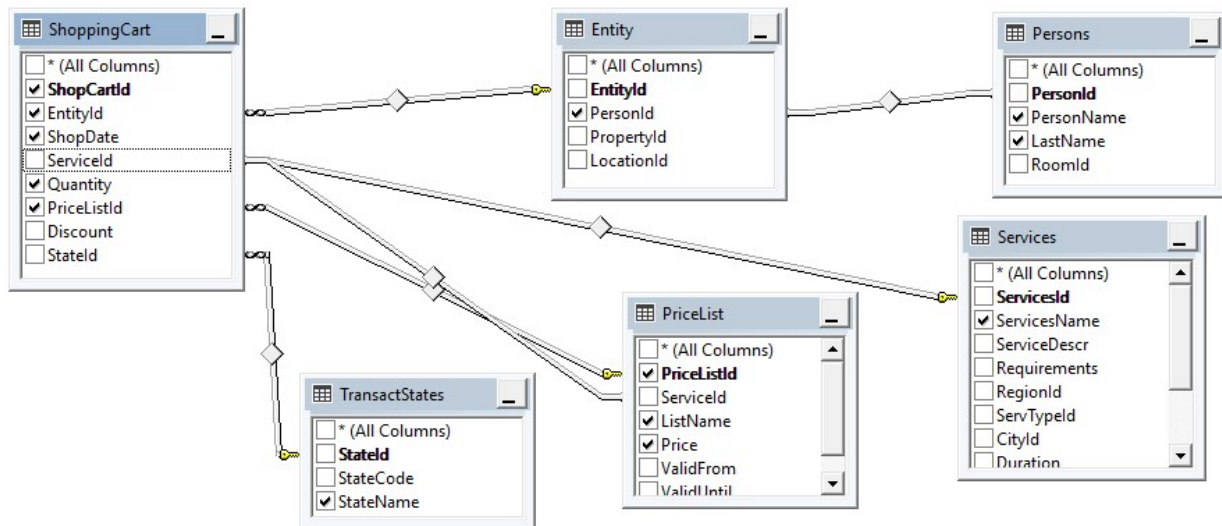 ShoppingCart
* (All Columns)
ShopCartId
EntityId
ShopDate
ServiceId
Quantity
PriceListId
Discount
StateId
Entity
* (All Columns)
EntityId
PersonId
PropertyId
LocationId
Persons
* (All Columns)
PersonId
PersonName
LastName
RoomId
Services
* (All Columns)
ServicesId
ServicesName
ServiceDescr
Requirements
RegionId
ServTypeId
CityId
Duration
PriceList
* (All Columns)
PriceListId
ServiceId
ListName
Price
ValidFrom
ValidUntil
TransactStates
* (All Columns)
StateId
StateCode
StateName